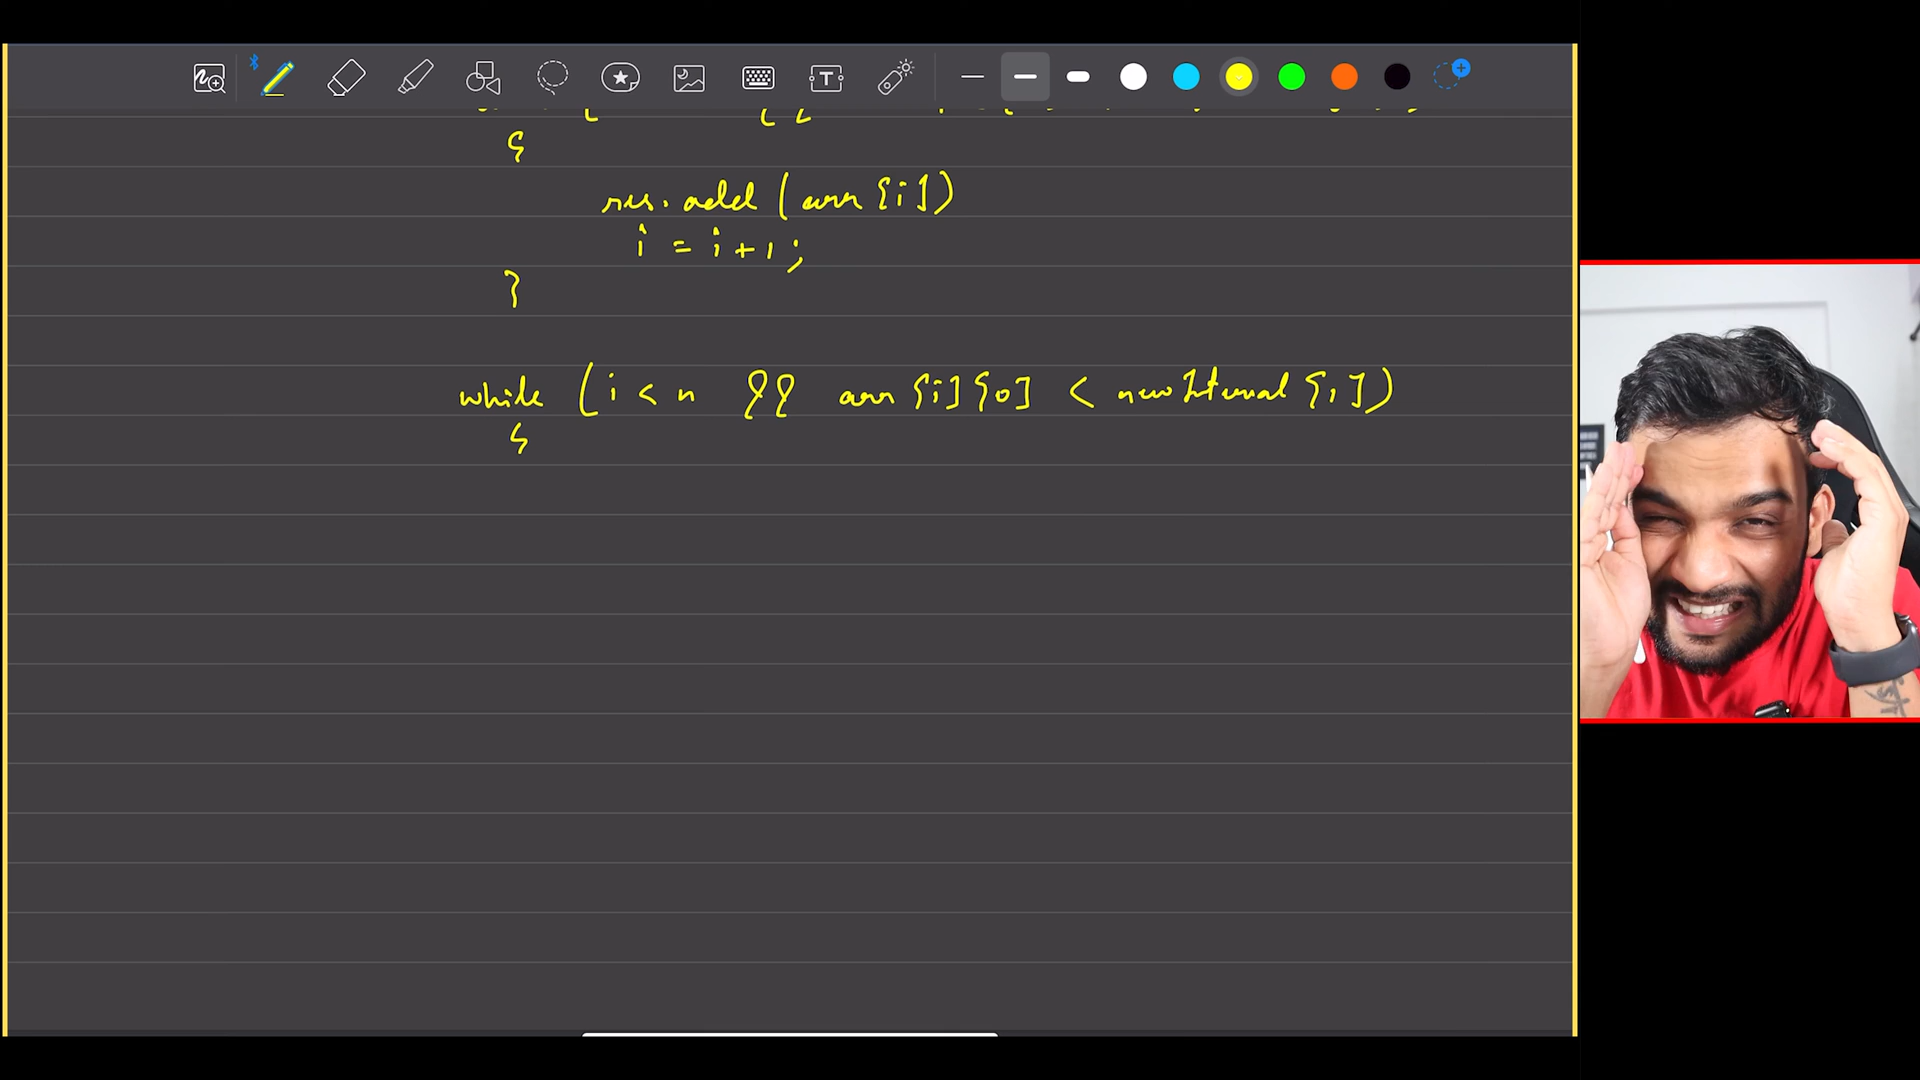 {
res.add (arr [i])
i = i + 1 ;
}
while (i < n && arr [i] [0] < newInterval [1])
{